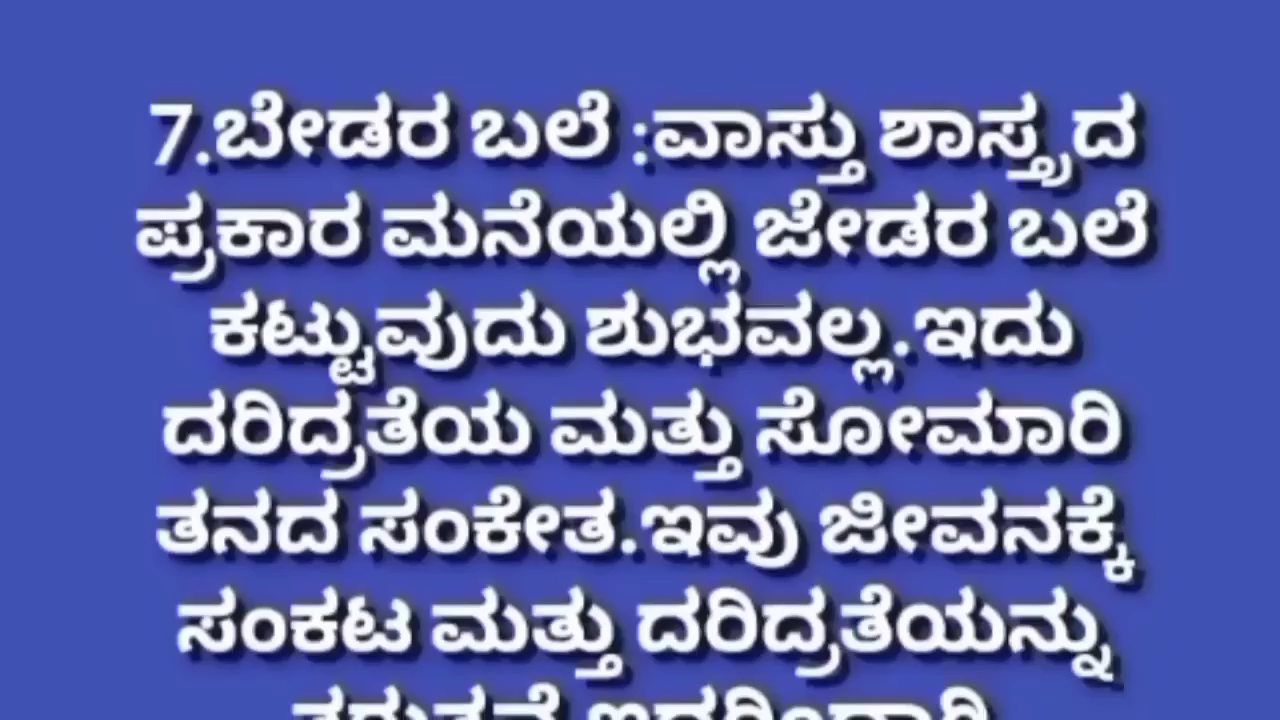 7.ಬೇಡರ ಬಲೆ :ವಾಸ್ತು ಶಾಸ್ತ್ರದ
ಪ್ರಕಾರ ಮನೆಯಲ್ಲಿ ಜೇಡರ ಬಲೆ
ಕಟ್ಟುವುದು ಶುಭವಲ್ಲ.ಇದು
ದರಿದ್ರತೆಯ ಮತ್ತು ಸೋಮಾರಿ
ತನದ ಸಂಕೇತ.ಇವು ಜೀವನಕ್ಕೆ
ಸಂಕಟ ಮತ್ತು ದರಿದ್ರತೆಯನ್ನು